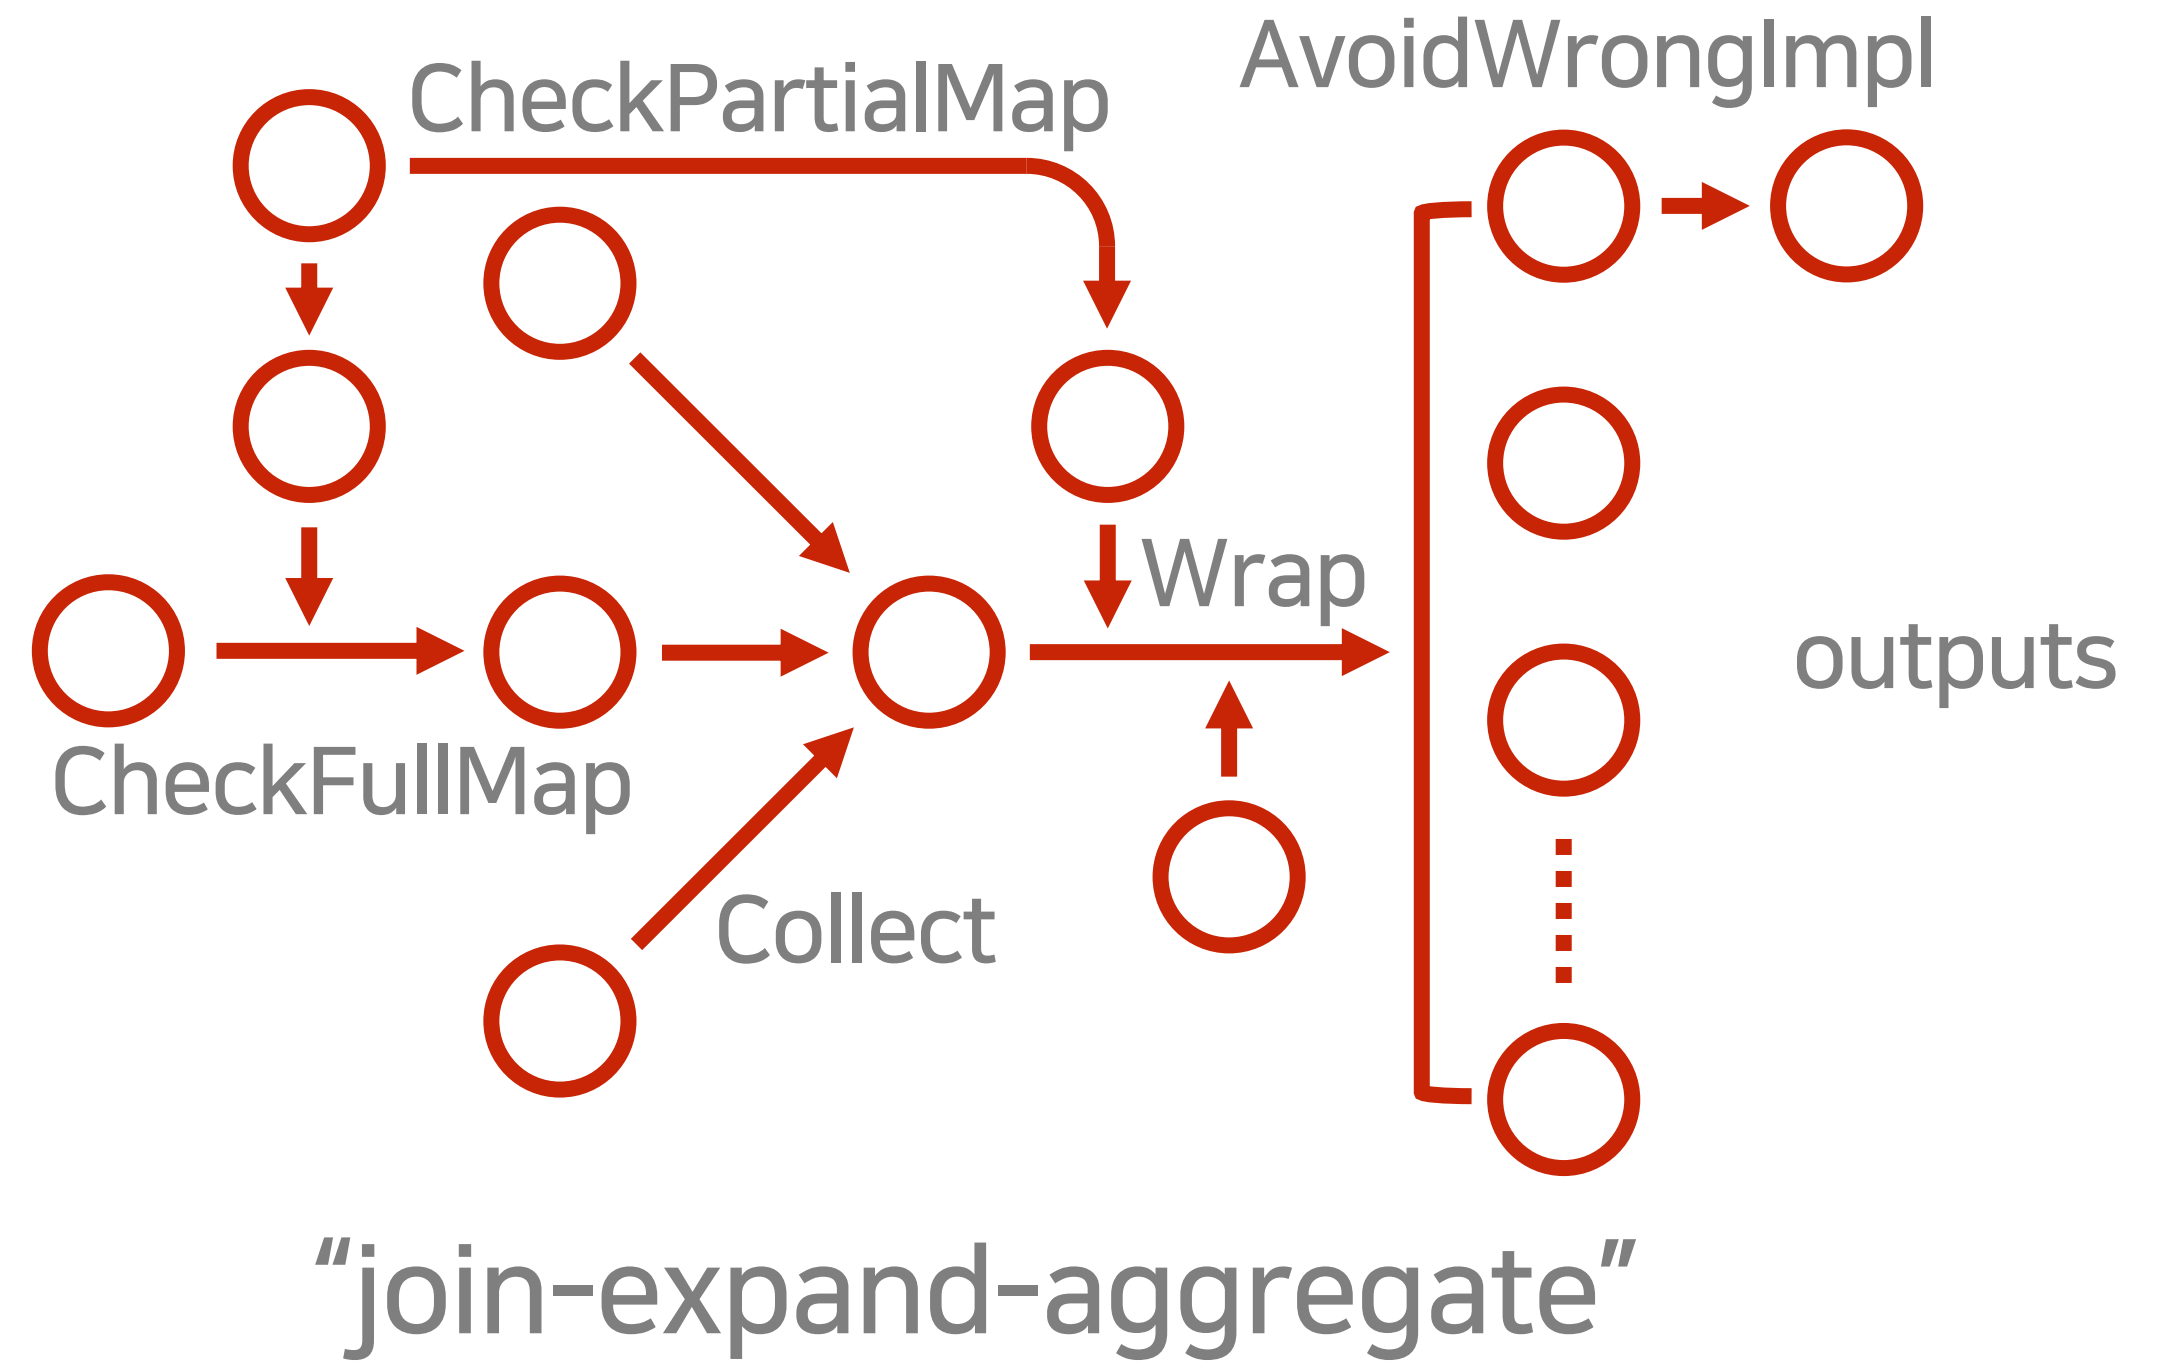 AvoidWrongImpl
CheckPartialMap
Wrap
outputs
CheckFullMap
Collect
“join-expand-aggregate”